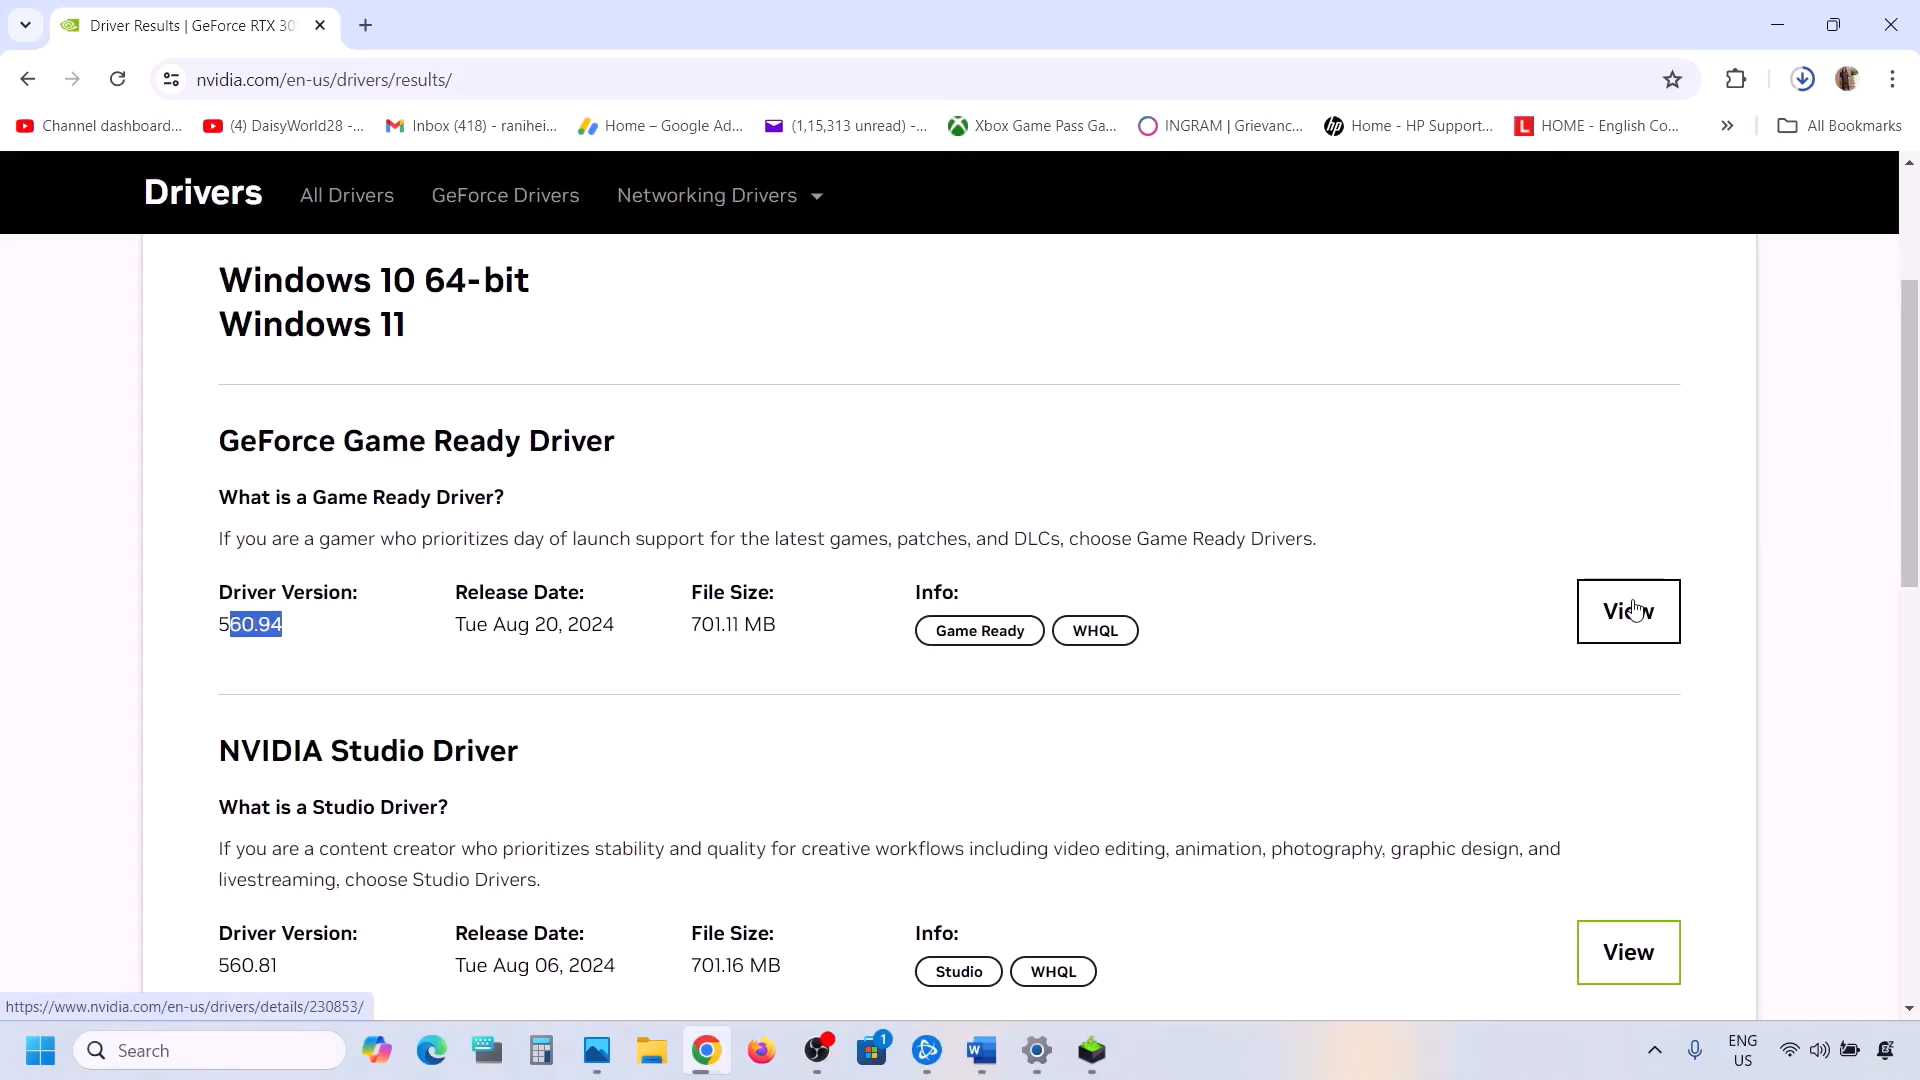 Driver Results | GeForce RTX 30
nvidia.com/en-us/drivers/results/
Channel dashboard...
(4) DaisyWorld28 -...
Inbox (418) - ranihei...
Home – Google Ad...
(1,15,313 unread) -...
Xbox Game Pass Ga...
INGRAM | Grievanc...
Home - HP Support...
HOME - English Co...
All Bookmarks
Drivers
All Drivers
GeForce Drivers
Networking Drivers
Windows 10 64-bit
Windows 11
GeForce Game Ready Driver
What is a Game Ready Driver?
If you are a gamer who prioritizes day of launch support for the latest games, patches, and DLCs, choose Game Ready Drivers.
Driver Version: Release Date: File Size: Info:
560.94 Tue Aug 20, 2024 701.11 MB Game Ready WHQL
View
NVIDIA Studio Driver
What is a Studio Driver?
If you are a content creator who prioritizes stability and quality for creative workflows including video editing, animation, photography, graphic design, and
livestreaming, choose Studio Drivers.
Driver Version: Release Date: File Size: Info:
560.81 Tue Aug 06, 2024 701.16 MB Studio WHQL
View
https://www.nvidia.com/en-us/drivers/details/230853/
Search
1
ENG
US